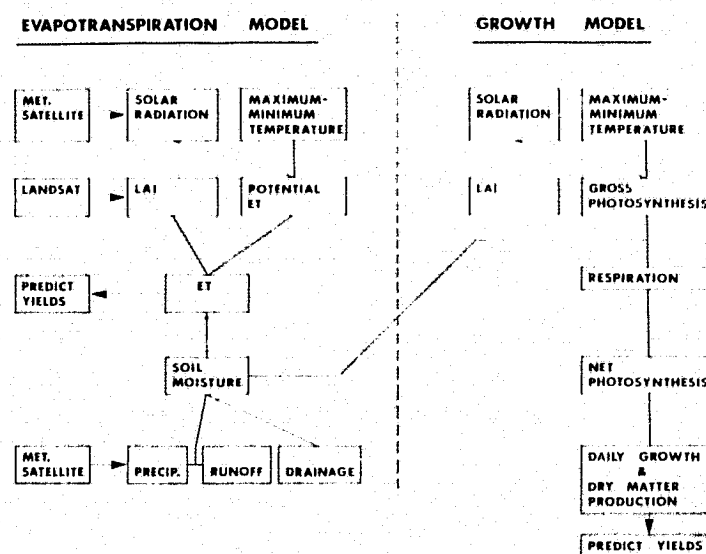 EVAPOTRANSPIRATION MODEL
GROWTH MODEL
MET.
SATELLITE
SOLAR
RADIATION
MAXIMUM-
MINIMUM
TEMPERATURE
SOLAR
RADIATION
MAXIMUM-
MINIMUM
TEMPERATURE
LANDSAT
LAI
POTENTIAL
ET
LAI
GROSS
PHOTOSYNTHESIS
PREDICT
YIELDS
ET
RESPIRATION
SOIL
MOISTURE
NET
PHOTOSYNTHESIS
MET.
SATELLITE
PRECIP.
RUNOFF
DRAINAGE
DAILY GROWTH
&
DRY MATTER
PRODUCTION
PREDICT YIELDS